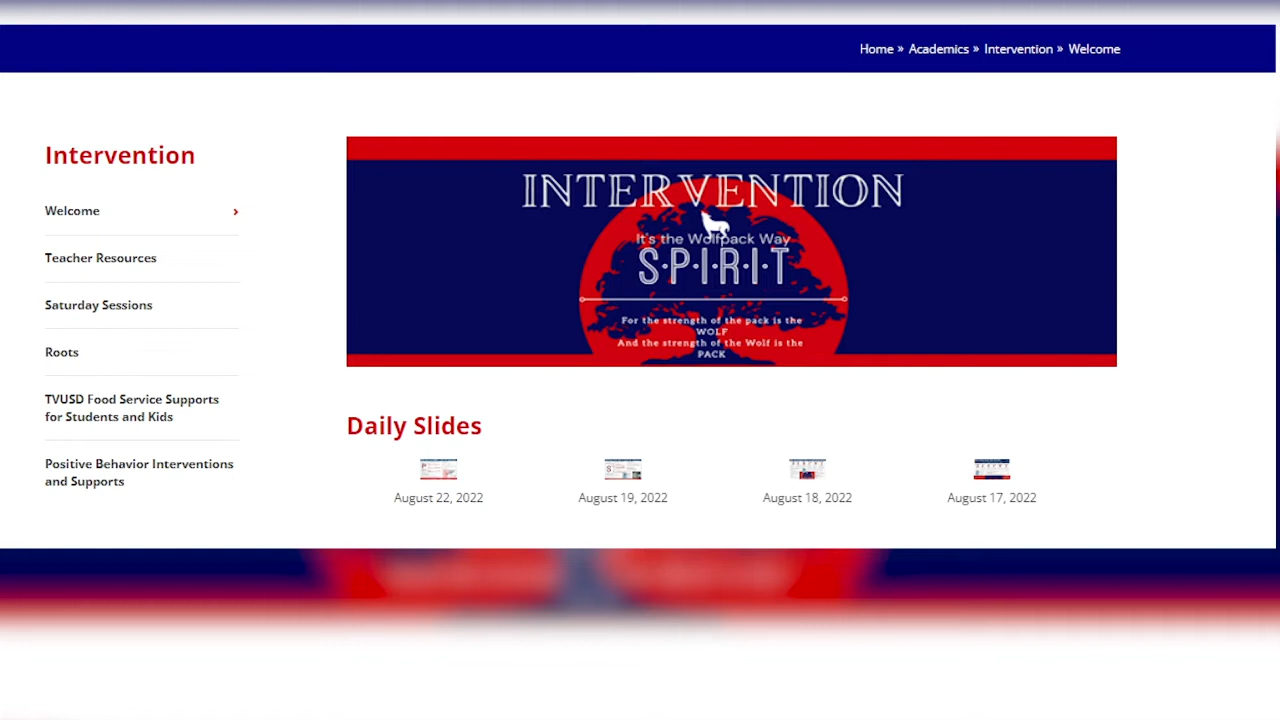 Home » Academics » Intervention » Welcome
Intervention
Welcome
Teacher Resources
Saturday Sessions
Roots
TVUSD Food Service Supports
for Students and Kids
Positive Behavior Interventions
and Supports
INTERVENTION
It's the Wolfpack Way
S·P·I·R·I·T
For the strength of the pack is the
WOLF
And the strength of the Wolf is the
PACK
Daily Slides
August 22, 2022
August 19, 2022
August 18, 2022
August 17, 2022